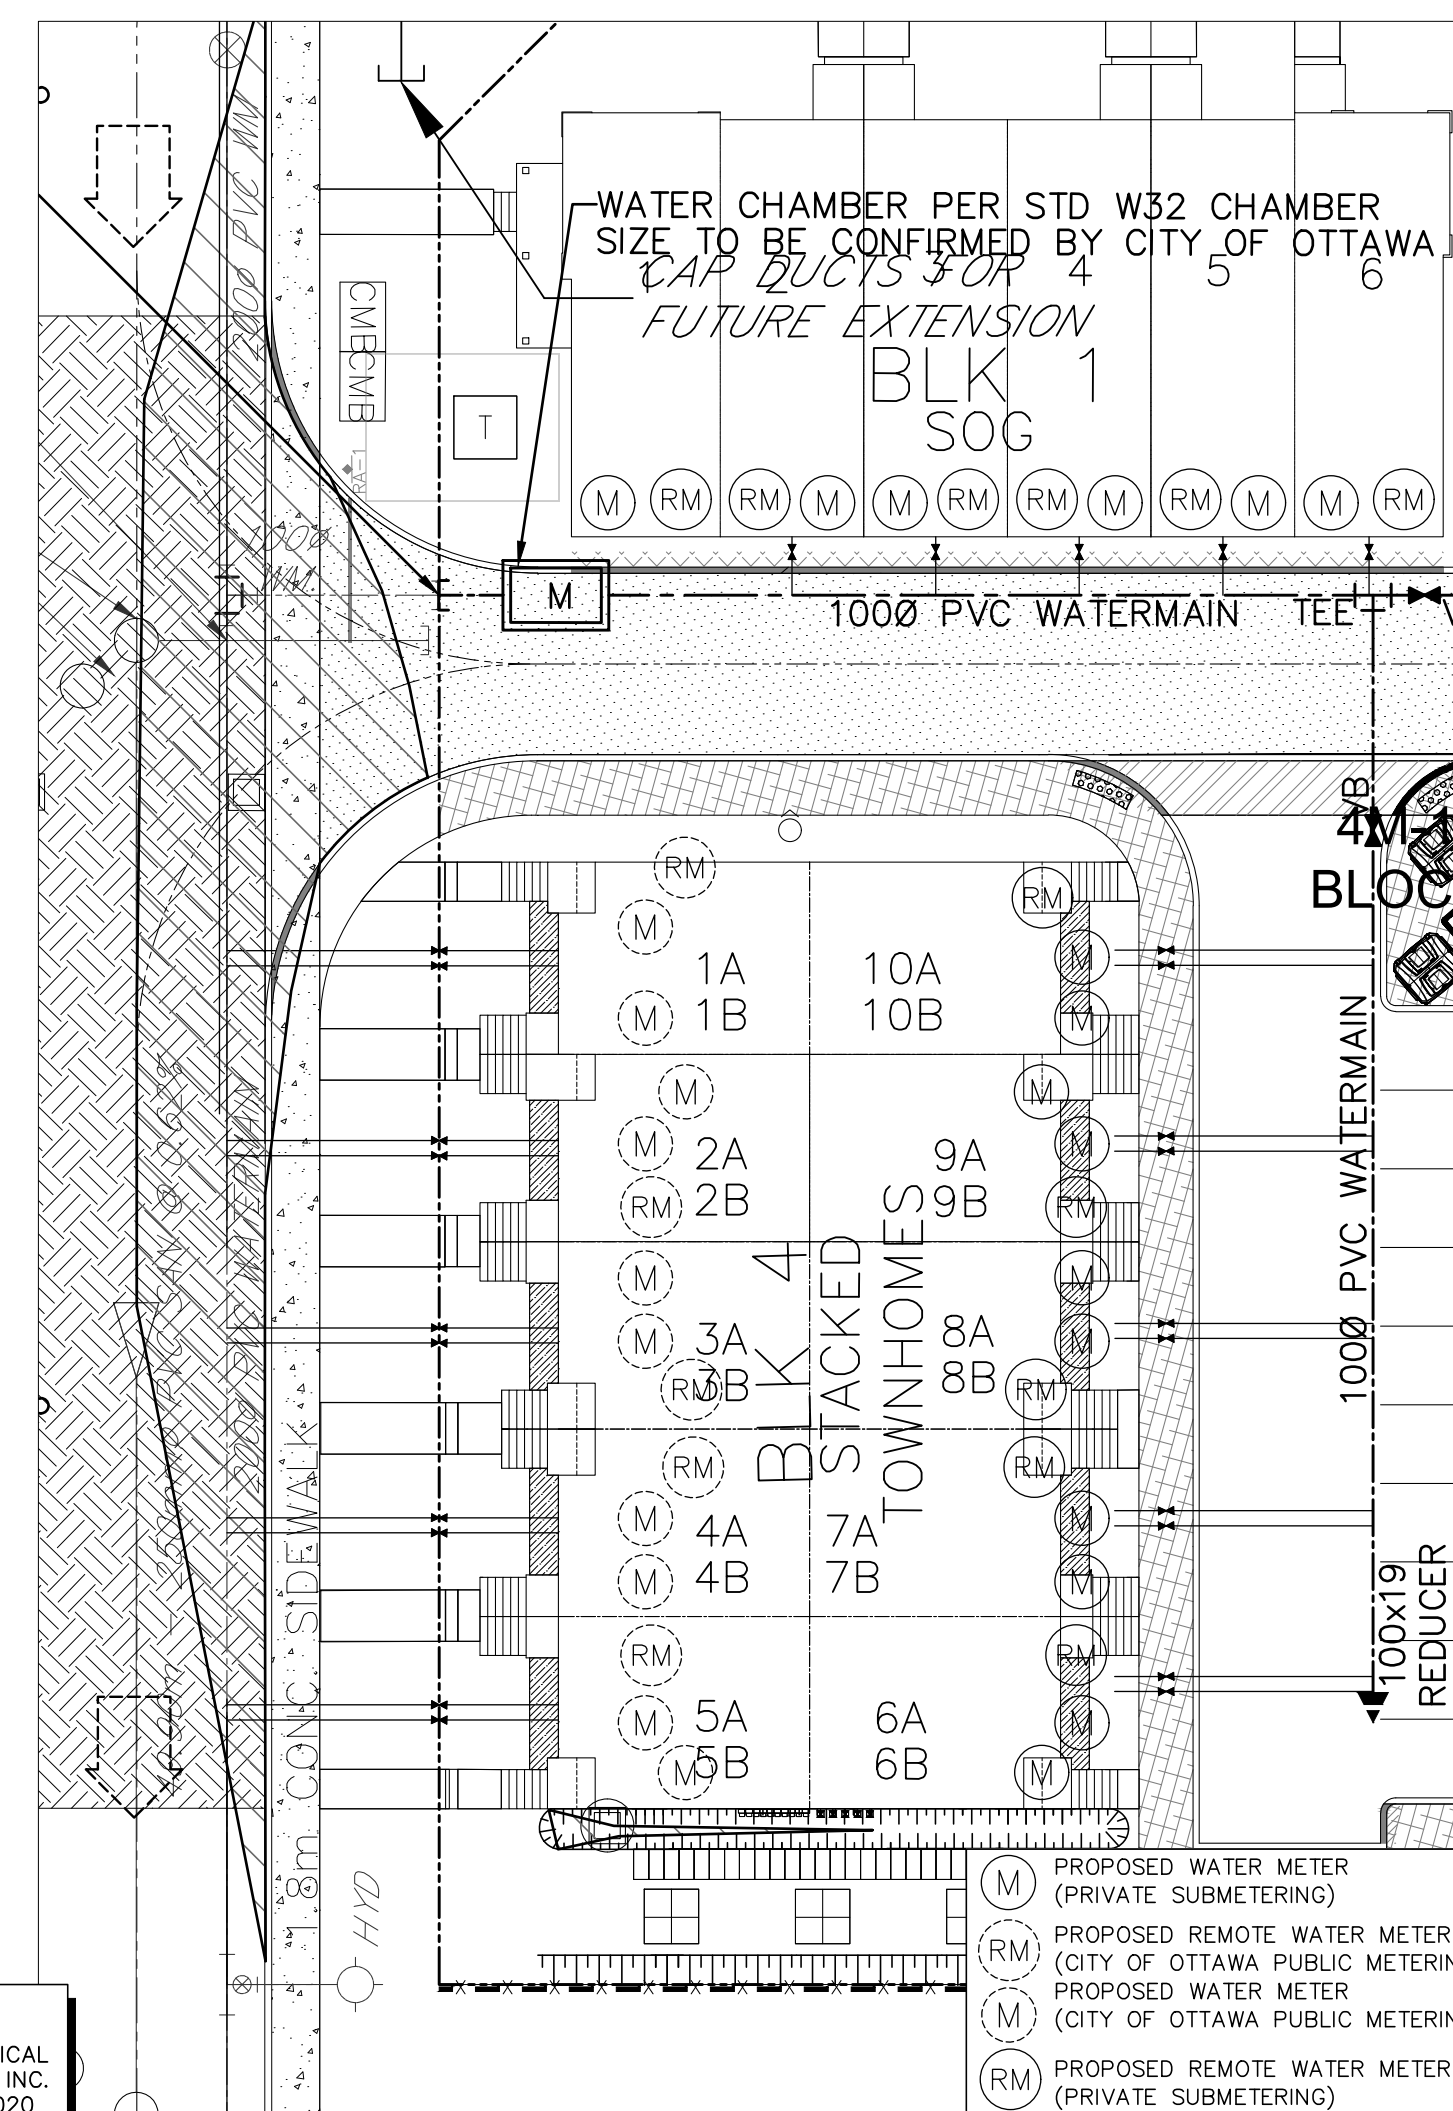 200Ø PVC WM
WATER CHAMBER PER STD W32 CHAMBER
SIZE TO BE CONFIRMED BY CITY OF OTTAWA
CAP DUCTS FOR
FUTURE EXTENSION
1 2 3 4 5 6
BLK 1
SOG
CMB
CMB
T
RA-1
M RM RM M M RM RM M RM M M RM
100Ø
WM.
M
100Ø PVC WATERMAIN
TEE
VB
BLOC
RM
RM
M
M
1A
10A
1B
10B
M
M
M
M
M
M
2A
9A
2B
9B
RM
RM
M
M
BLK 4
STACKED
TOWNHOMES
M
M
3A
8A
3B
8B
RM
RM
RM
RM
M
M
4A
7A
4B
7B
M
M
RM
RM
M
M
5A
6A
5B
6B
M
M
100Ø PVC WATERMAIN
100x19
REDUCER
200Ø PVC WATERMAIN
1.8m CONC. SIDEWALK
HYD
M
PROPOSED WATER METER
(PRIVATE SUBMETERING)
RM
PROPOSED REMOTE WATER METER
(CITY OF OTTAWA PUBLIC METERIN
M
PROPOSED WATER METER
(CITY OF OTTAWA PUBLIC METERIN
RM
PROPOSED REMOTE WATER METER
(PRIVATE SUBMETERING)
ICAL
INC.
020